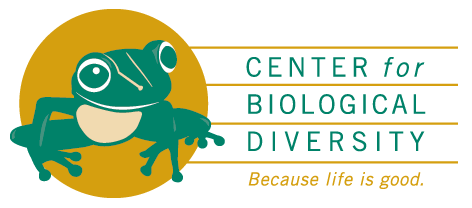 CENTER for
BIOLOGICAL
DIVERSITY
Because life is good.